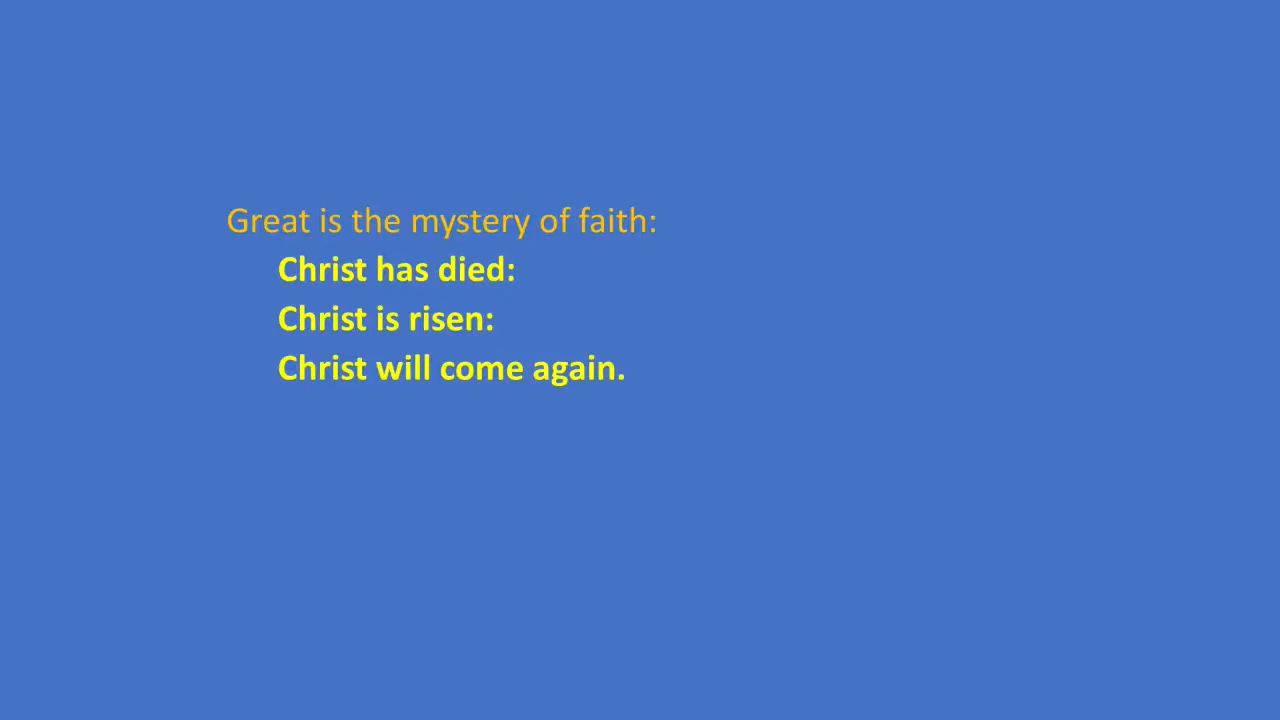 Great is the mystery of faith:
Christ has died:
Christ is risen:
Christ will come again.